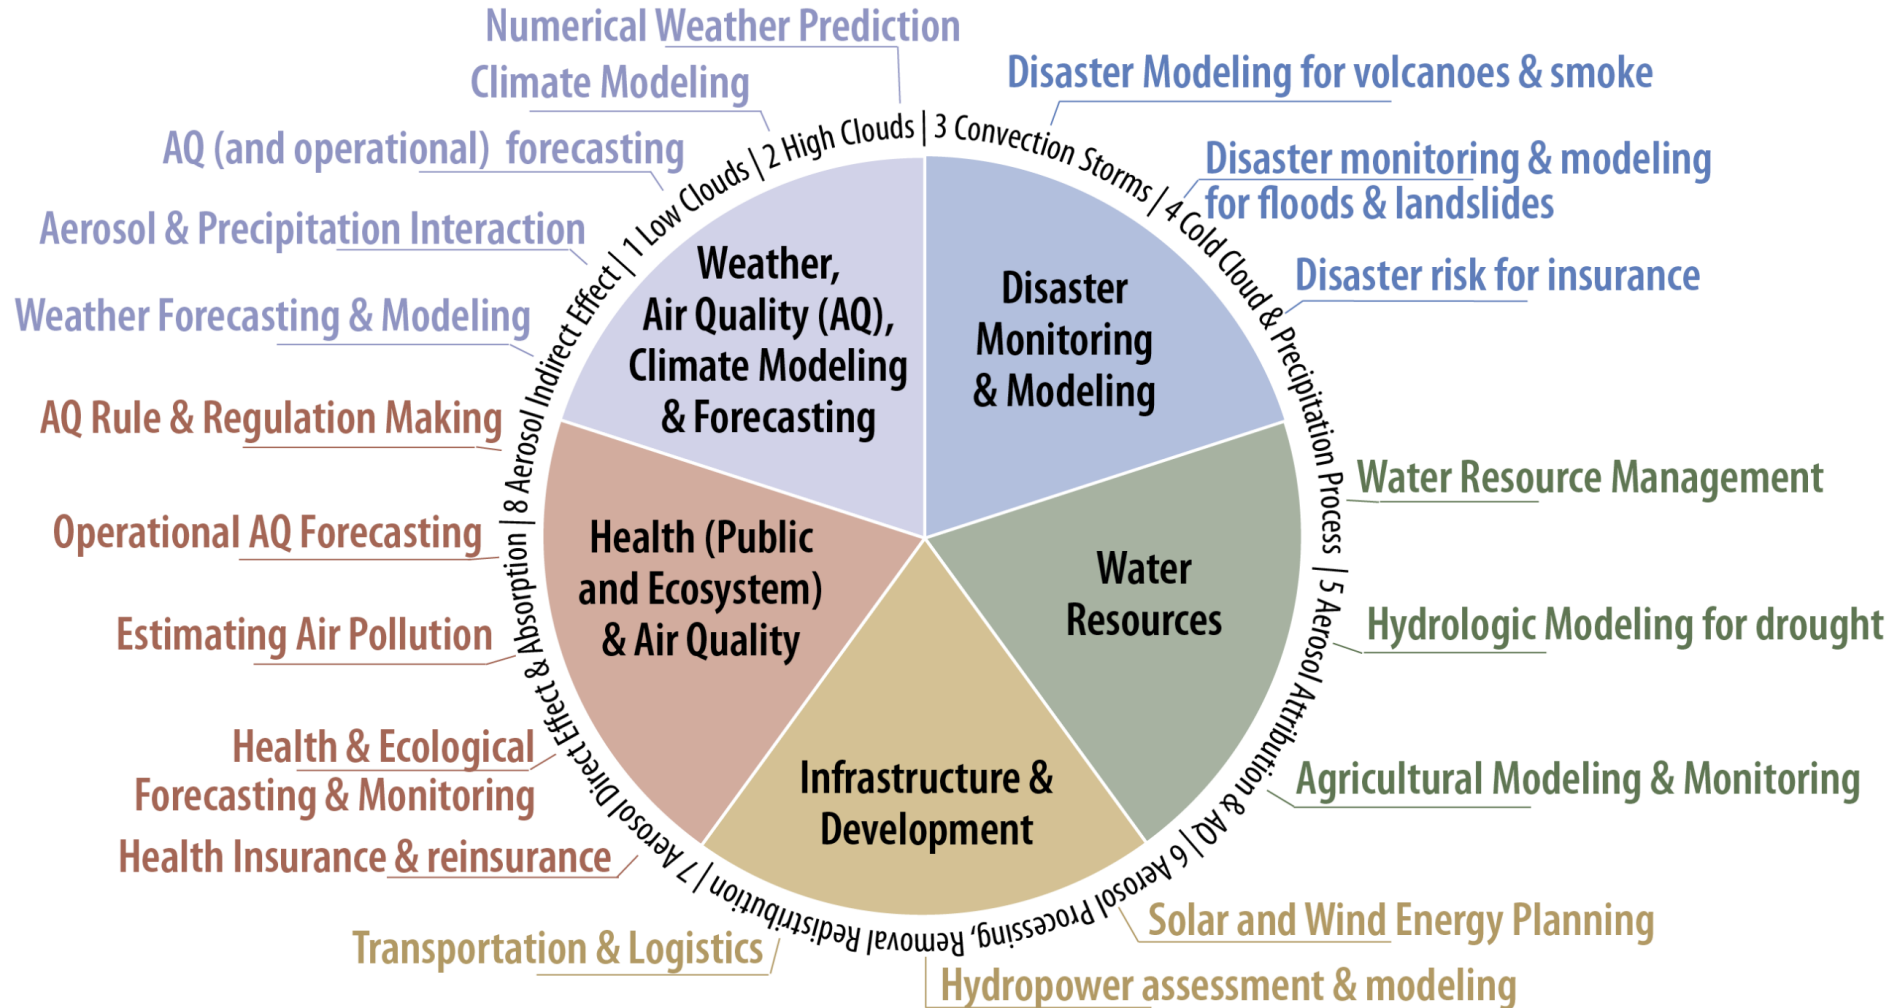 Numerical Weather Prediction
Climate Modeling
AQ (and operational) forecasting
Aerosol & Precipitation Interaction
Weather Forecasting & Modeling
AQ Rule & Regulation Making
Operational AQ Forecasting
Estimating Air Pollution
Health & Ecological
Forecasting & Monitoring
Health Insurance & reinsurance
Transportation & Logistics
Disaster Modeling for volcanoes & smoke
Disaster monitoring & modeling
for floods & landslides
Disaster risk for insurance
Water Resource Management
Hydrologic Modeling for drought
Agricultural Modeling & Monitoring
Solar and Wind Energy Planning
Hydropower assessment & modeling
| 1 Low Clouds | 2 High Clouds | 3 Convection Storms | 4 Cold Cloud & Precipitation Process | 5 Aerosol Attribution & AQ | 6 Aerosol Processing, Removal Redistribution | 7 Aerosol Direct Effect & Absorption | 8 Aerosol Indirect Effect
Weather,
Air Quality (AQ),
Climate Modeling
& Forecasting
Disaster
Monitoring
& Modeling
Health (Public
and Ecosystem)
& Air Quality
Water
Resources
Infrastructure &
Development